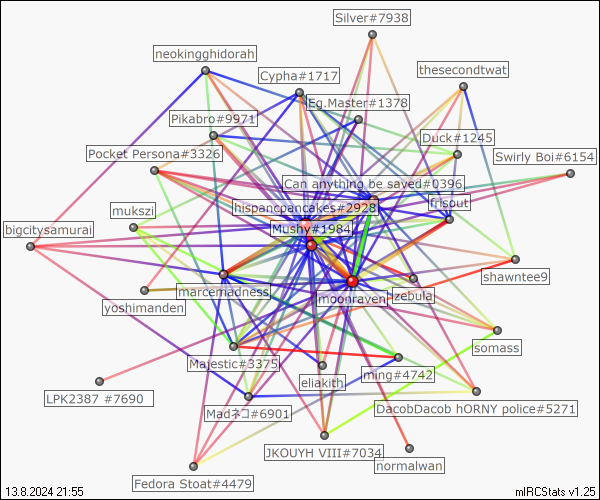 Silver#7938
neokingghidorah
Cypha#1717
thesecondtwat
Eg.Master#1378
Pikabro#9971
Duck#1245
Pocket Persona#3326
Swirly Boi#6154
Can anything be saved#0396
mukszi
hispancpancakes#2928
frisout
bigcitysamurai
Mushy#1984
shawntee9
marcemadness
moonraven
zebula
yoshimanden
somass
Majestic#3375
ming#4742
eliakith
LPK2387 #7690
Madネコ#6901
DacobDacob hORNY police#5271
JKOUYH VIII#7034
normalwan
Fedora Stoat#4479
13.8.2024 21:55
mIRCStats v1.25